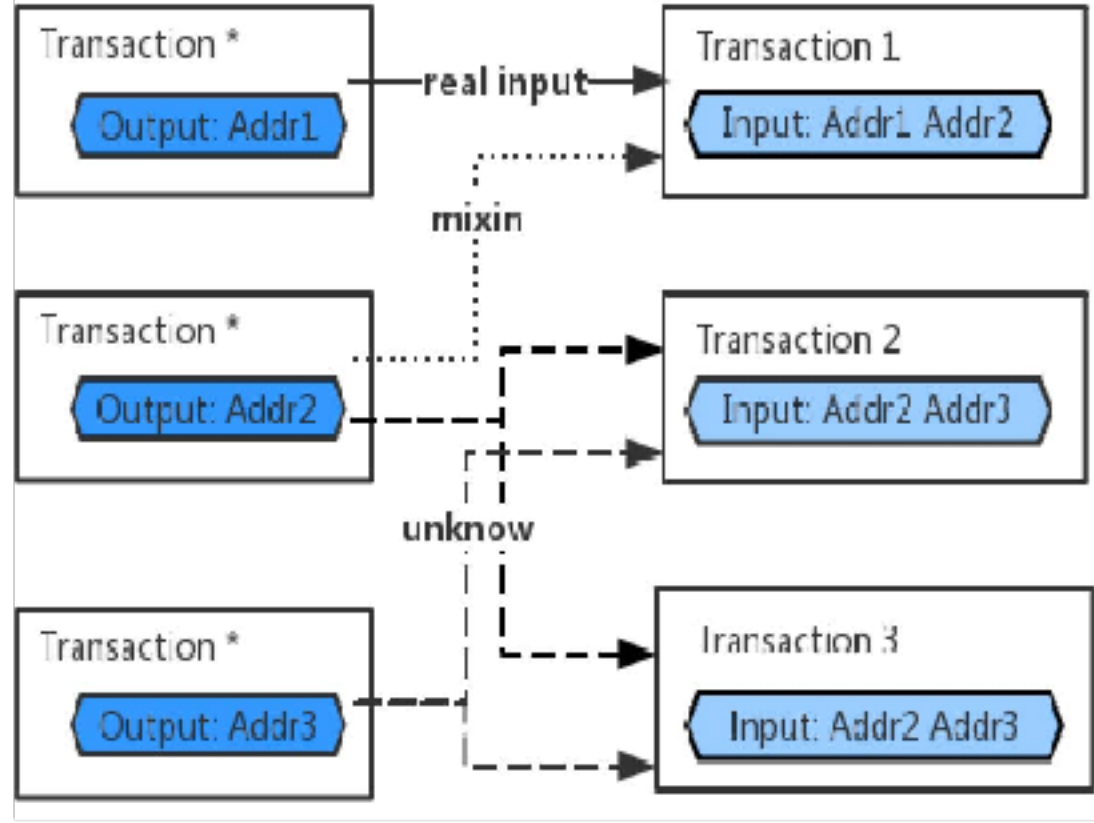 Transaction *
Output: Addr1
real input
Transaction 1
Input: Addr1 Addr2
mixin
Transaction *
Output: Addr2
Transaction 2
Input: Addr2 Addr3
unknow
Transaction *
Output: Addr3
Transaction 3
Input: Addr2 Addr3